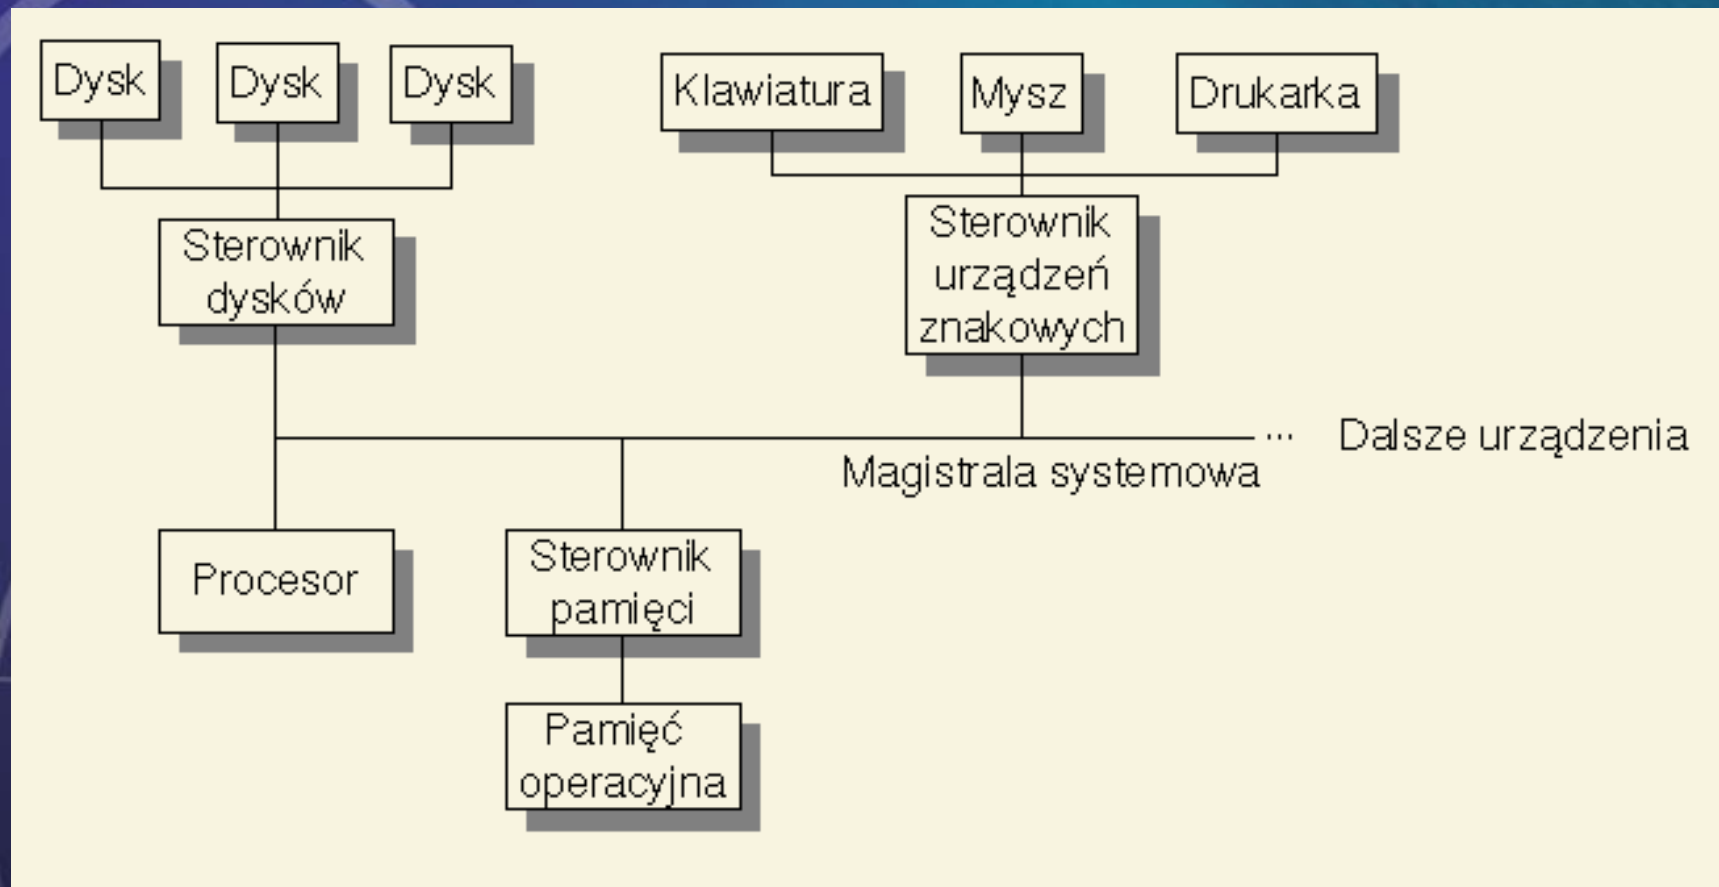 Dysk
Dysk
Dysk
Klawiatura
Mysz
Drukarka
Sterownik
dysków
Sterownik
urządzeń
znakowych
... Dalsze urządzenia
Magistrala systemowa
Procesor
Sterownik
pamięci
Pamięć
operacyjna